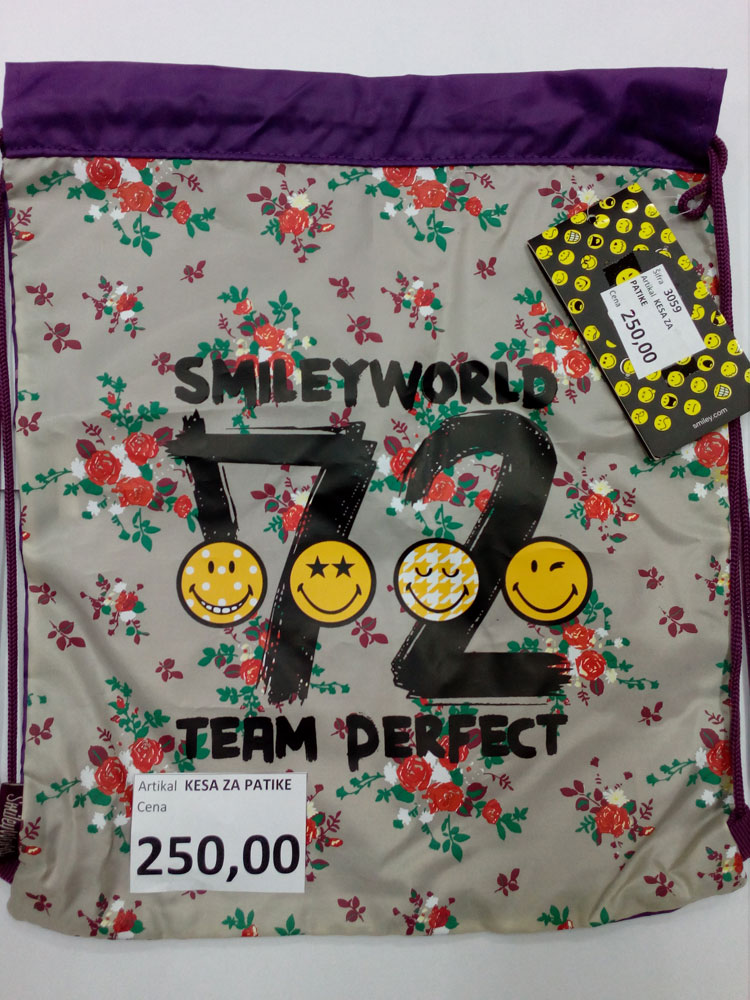 SMILEYWORLD
72
TEAM PERFECT
Šifra 3059
Artikal KESA ZA
PATIKE
Cena 250,00
smiley.com
Artikal KESA ZA PATIKE
Cena
250,00